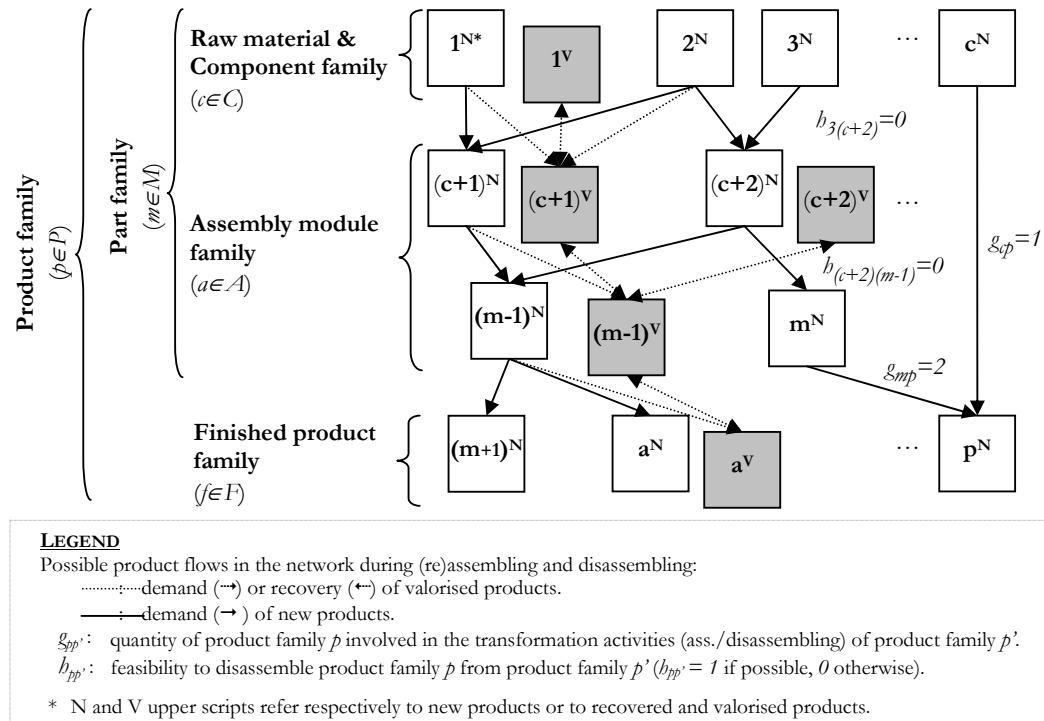 Product family
(p∈P)
Part family
(m∈M)
Raw material &
Component family
(c∈C)
1N*
1V
2N
3N
...
cN
h3(c+2)=0
Assembly module
family
(a∈A)
(c+1)N
(c+1)V
(c+2)N
(c+2)V
...
gcp=1
h(c+2)(m-1)=0
(m-1)N
(m-1)V
mN
gmp=2
Finished product
family
(f∈F)
(m+1)N
aN
aV
...
pN
LEGEND
Possible product flows in the network during (re)assembling and disassembling:
: demand (⇢) or recovery (⇠) of valorised products.
: demand (→) of new products.
gpp' : quantity of product family p involved in the transformation activities (ass./disassembling) of product family p'.
hpp' : feasibility to disassemble product family p from product family p' (hpp' = 1 if possible, 0 otherwise).
* N and V upper scripts refer respectively to new products or to recovered and valorised products.